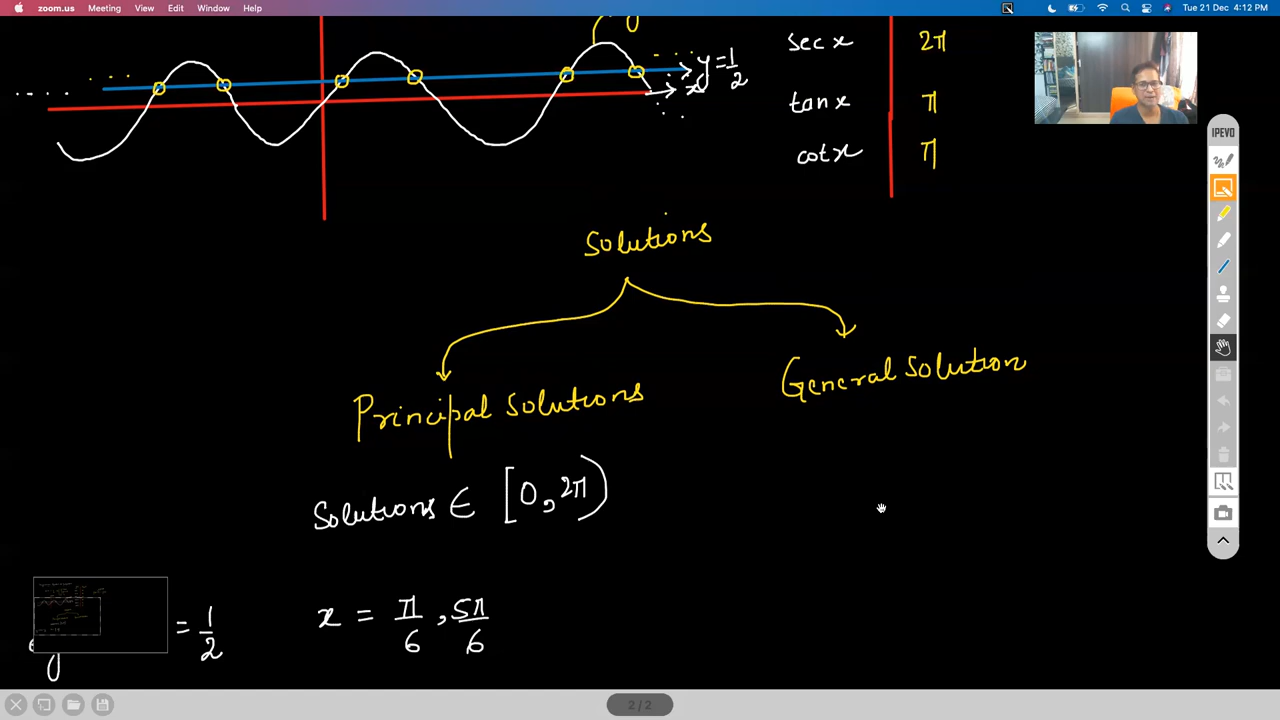 zoom.us Meeting View Edit Window Help Tue 21 Dec 4:12 PM
sec x 2π
y = 1/2
x
tan x π
IPEVO
cot x π
Solutions
Principal Solutions General Solution
Solutions ∈ [0, 2π)
= 1/2 x = π/6, 5π/6
2 / 2